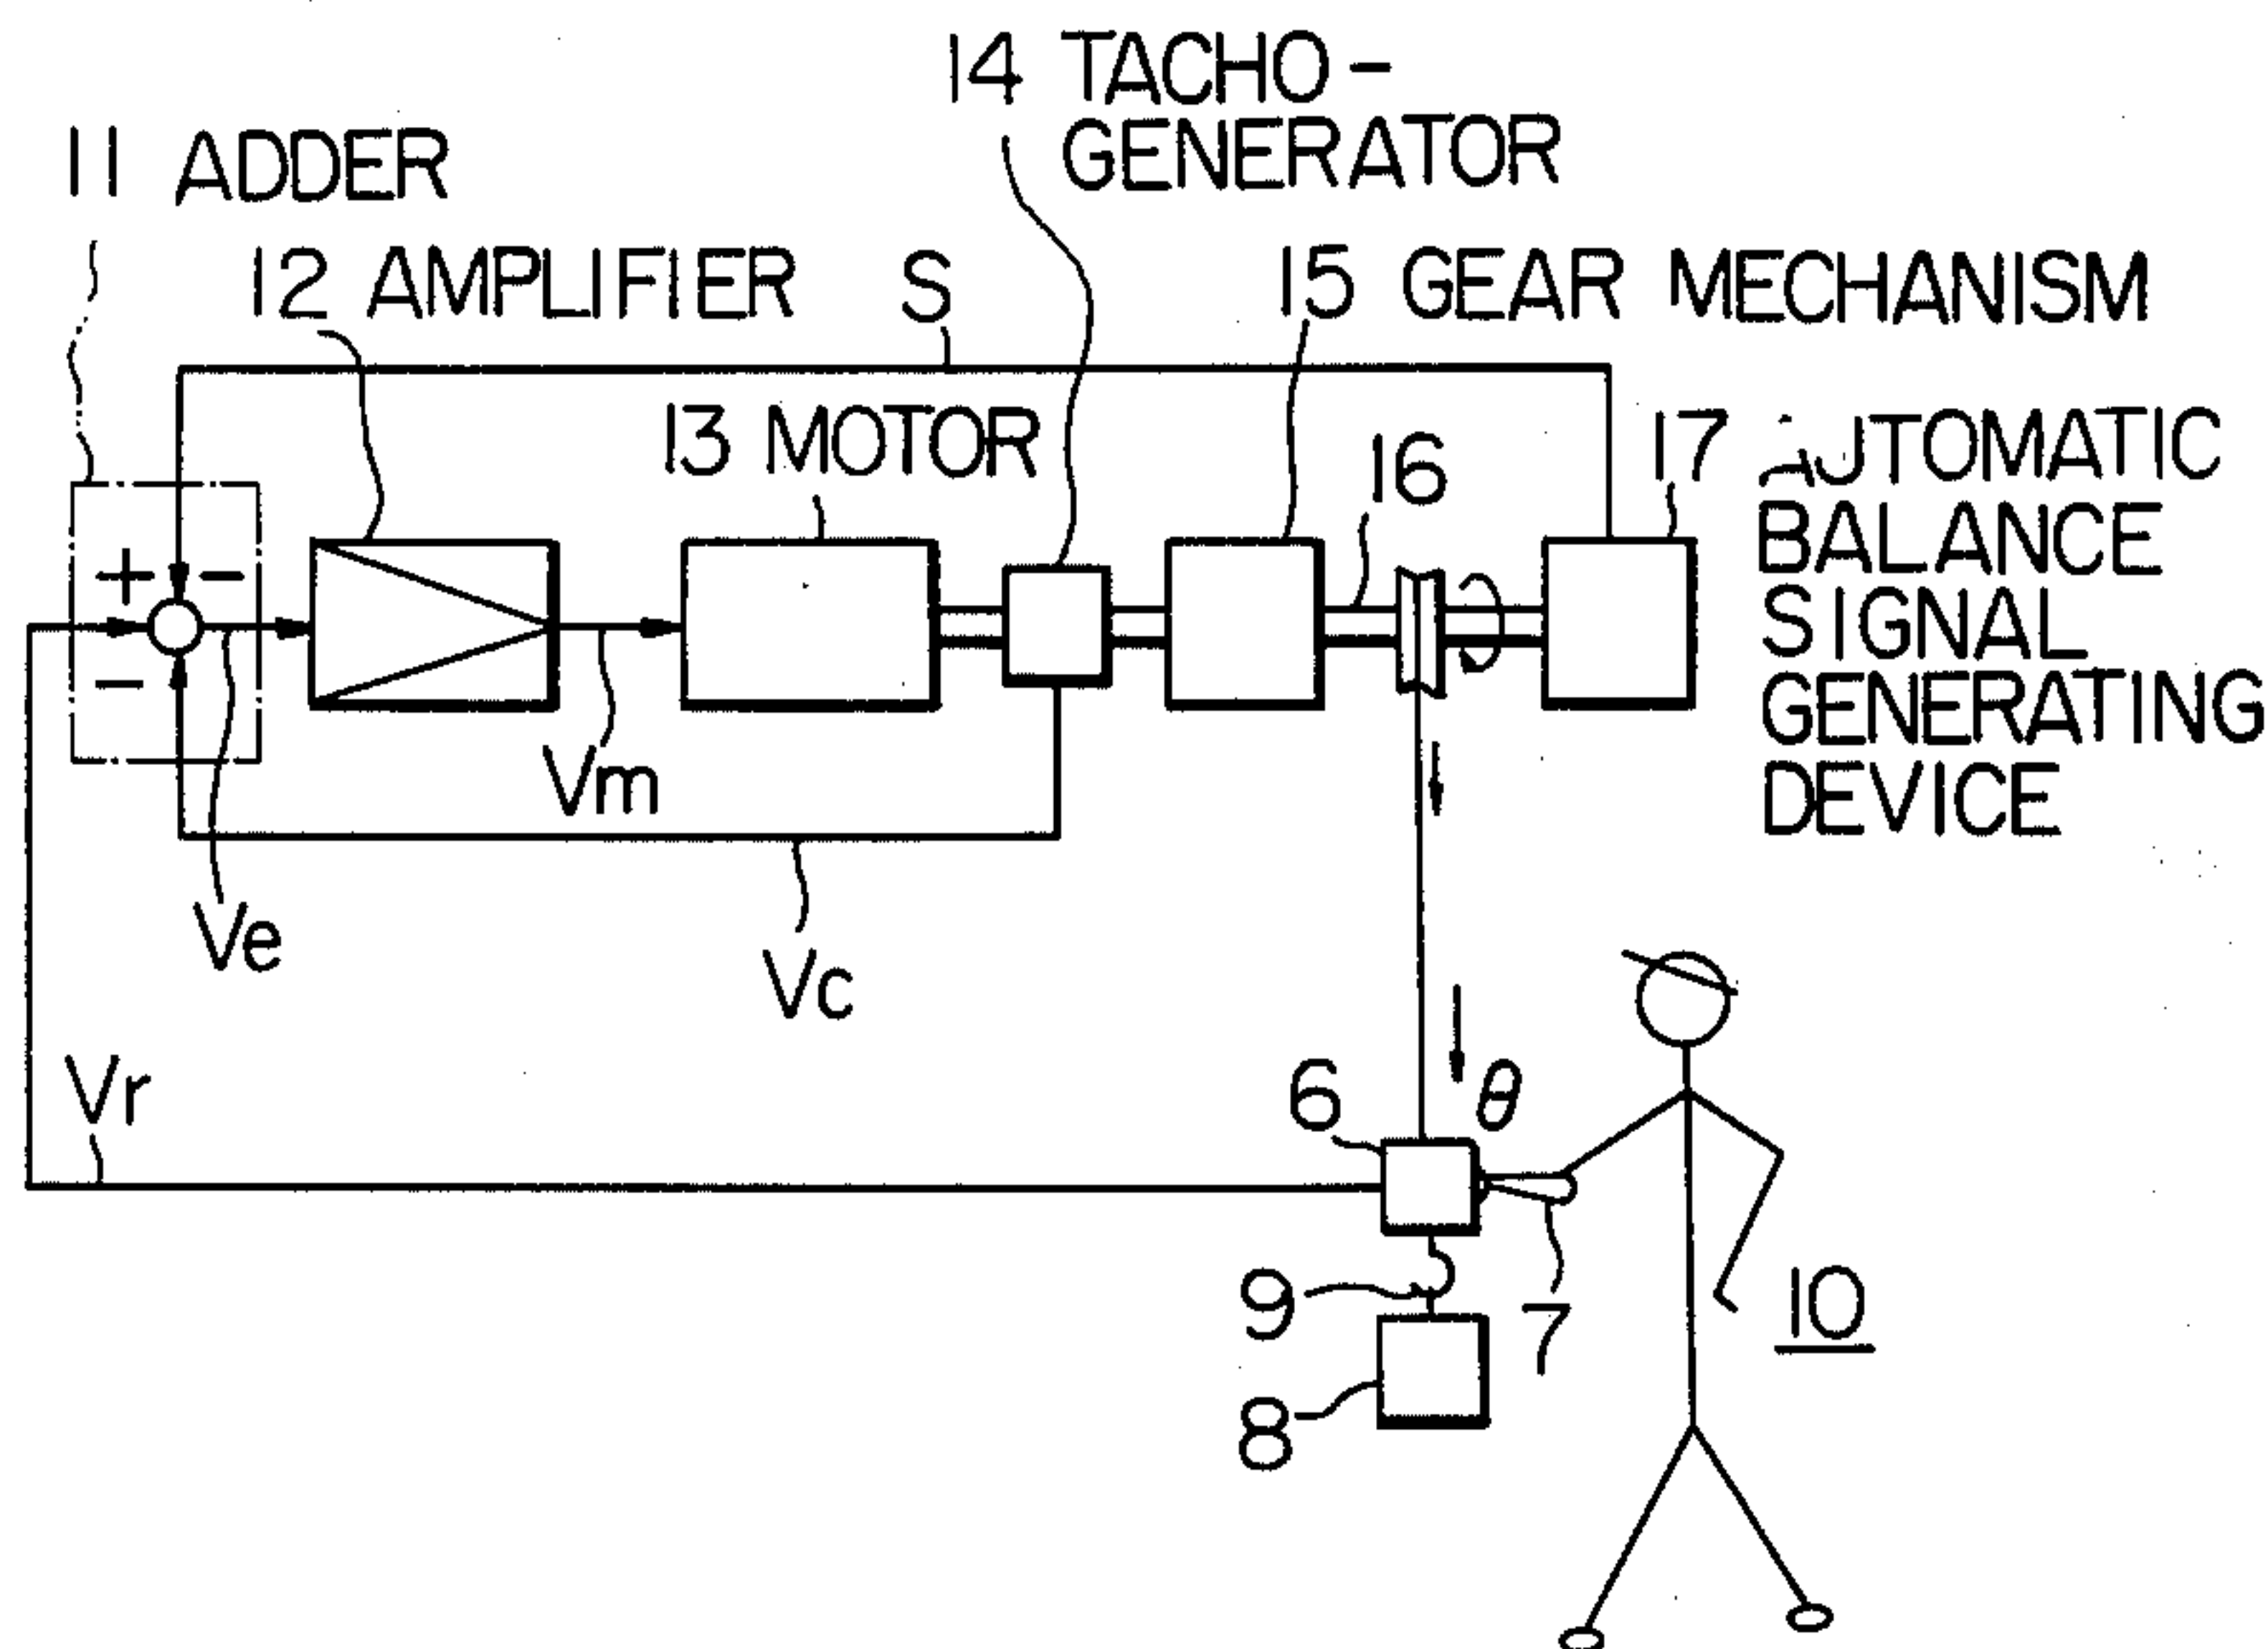 14 TACHO-
GENERATOR
11 ADDER
12 AMPLIFIER
S
15 GEAR MECHANISM
13 MOTOR
16
17 AUTOMATIC
BALANCE
SIGNAL
GENERATING
DEVICE
+
-
-
Vm
Ve
Vc
Vr
6
θ
9
7
10
8